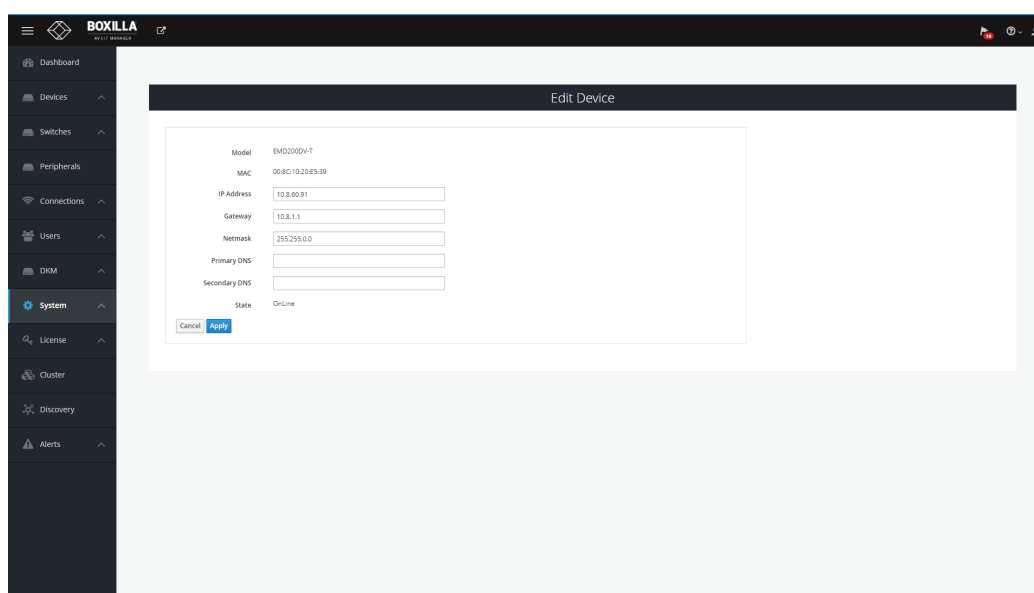 BOXILLA
AV & IT MANAGER
19
Dashboard
Devices
Switches
Peripherals
Connections
Users
DKM
System
License
Cluster
Discovery
Alerts
Edit Device
Model EMD200DV-T
MAC 00:8C:10:20:E5:39
IP Address 10.8.60.91
Gateway 10.8.1.1
Netmask 255.255.0.0
Primary DNS
Secondary DNS
State OnLine
Cancel Apply